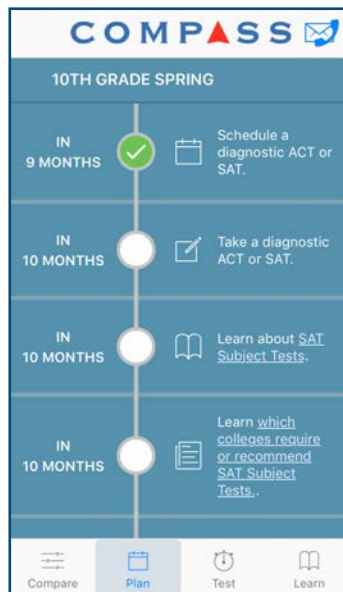 COMPASS
10TH GRADE SPRING
IN
9 MONTHS
Schedule a
diagnostic ACT or
SAT.
IN
10 MONTHS
Take a diagnostic
ACT or SAT.
IN
10 MONTHS
Learn about SAT
Subject Tests.
IN
10 MONTHS
Learn which
colleges require
or recommend
SAT Subject
Tests..
Compare
Plan
Test
Learn